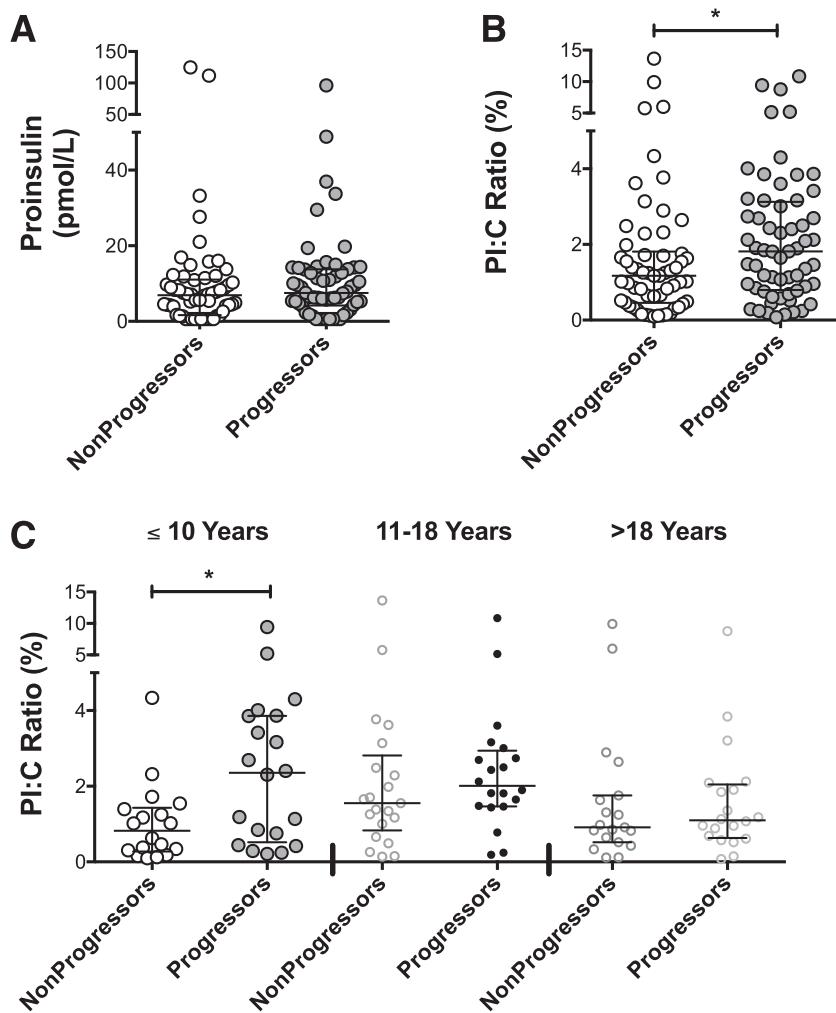 A
B
*
150
100
50
40
20
0
Proinsulin
(pmol/L)
NonProgressors
Progressors
15
10
5
4
2
0
PI:C Ratio (%)
NonProgressors
Progressors
C
≤ 10 Years
11-18 Years
>18 Years
*
15
10
5
4
2
0
PI:C Ratio (%)
NonProgressors
Progressors
NonProgressors
Progressors
NonProgressors
Progressors